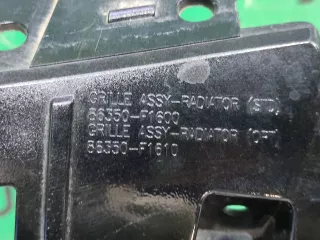 GRILLE ASSY-RADIATOR (STD)
86350-F1600
GRILLE ASSY-RADIATOR (OPT)
86350-F1610